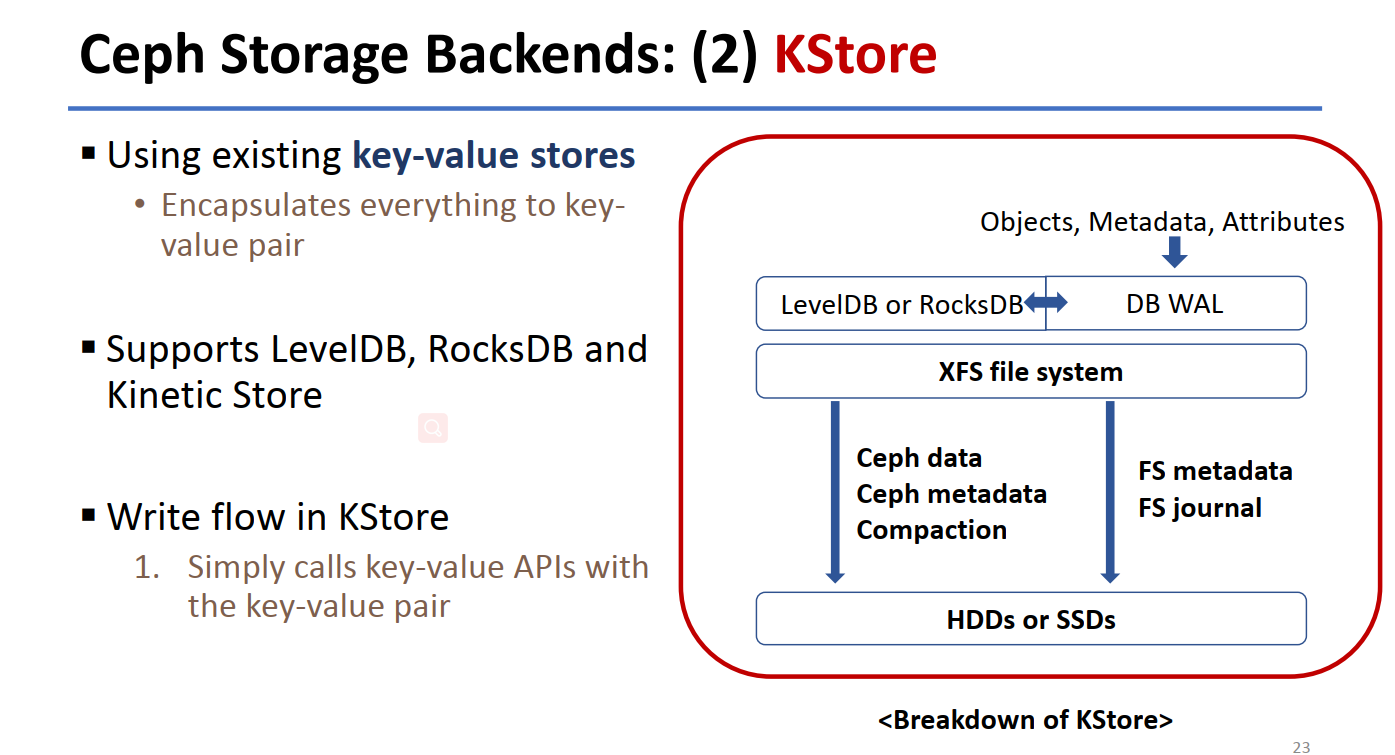 Ceph Storage Backends: (2) KStore
▪ Using existing key-value stores
• Encapsulates everything to key-
value pair
▪ Supports LevelDB, RocksDB and
Kinetic Store
▪ Write flow in KStore
1. Simply calls key-value APIs with
the key-value pair
Objects, Metadata, Attributes
LevelDB or RocksDB
DB WAL
XFS file system
Ceph data
Ceph metadata
Compaction
FS metadata
FS journal
HDDs or SSDs
<Breakdown of KStore>
23